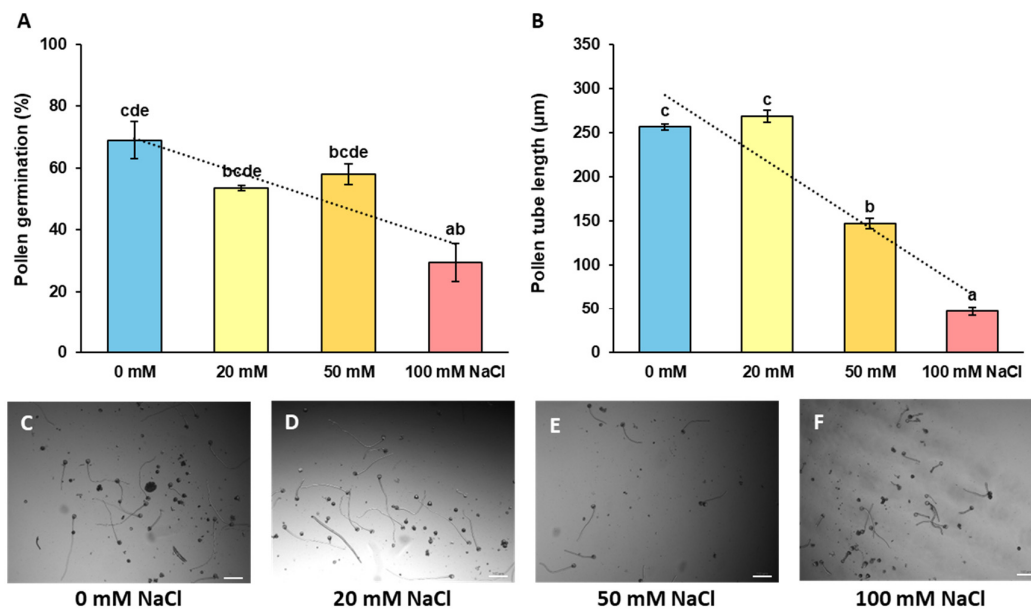 A
Pollen germination (%)
100
80
60
40
20
0
cde
bcde
bcde
ab
0 mM 20 mM 50 mM 100 mM NaCl
B
Pollen tube length (µm)
350
300
250
200
150
100
50
0
c
c
b
a
0 mM 20 mM 50 mM 100 mM NaCl
C
D
E
F
0 mM NaCl
20 mM NaCl
50 mM NaCl
100 mM NaCl